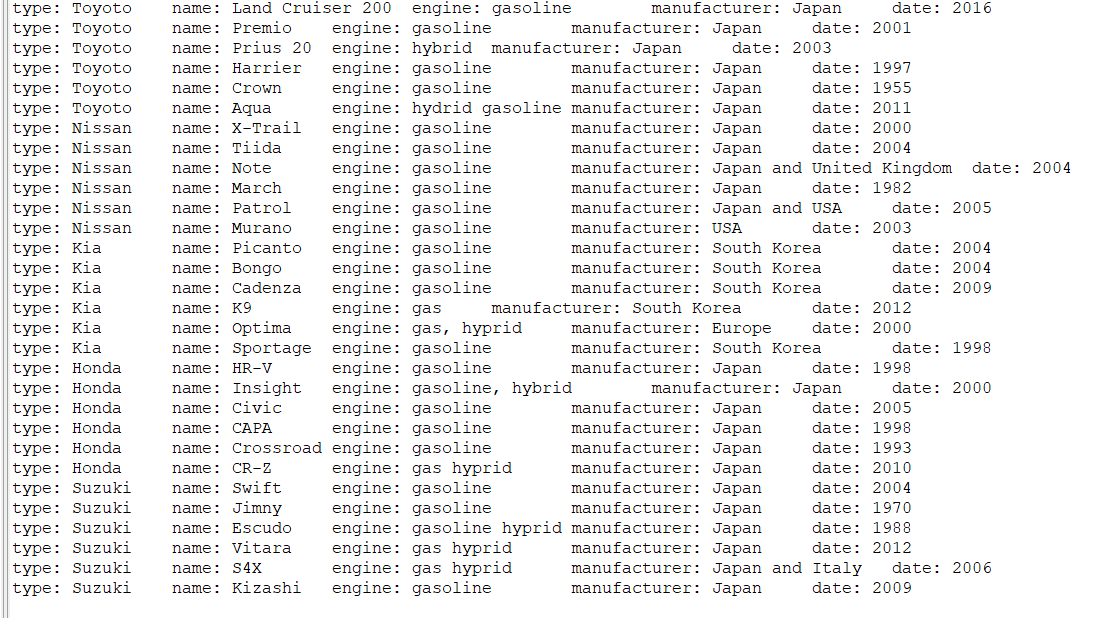 type: Toyoto name: Land Cruiser 200 engine: gasoline manufacturer: Japan date: 2016
type: Toyoto name: Premio engine: gasoline manufacturer: Japan date: 2001
type: Toyoto name: Prius 20 engine: hybrid manufacturer: Japan date: 2003
type: Toyoto name: Harrier engine: gasoline manufacturer: Japan date: 1997
type: Toyoto name: Crown engine: gasoline manufacturer: Japan date: 1955
type: Toyoto name: Aqua engine: hydrid gasoline manufacturer: Japan date: 2011
type: Nissan name: X-Trail engine: gasoline manufacturer: Japan date: 2000
type: Nissan name: Tiida engine: gasoline manufacturer: Japan date: 2004
type: Nissan name: Note engine: gasoline manufacturer: Japan and United Kingdom date: 2004
type: Nissan name: March engine: gasoline manufacturer: Japan date: 1982
type: Nissan name: Patrol engine: gasoline manufacturer: Japan and USA date: 2005
type: Nissan name: Murano engine: gasoline manufacturer: USA date: 2003
type: Kia name: Picanto engine: gasoline manufacturer: South Korea date: 2004
type: Kia name: Bongo engine: gasoline manufacturer: South Korea date: 2004
type: Kia name: Cadenza engine: gasoline manufacturer: South Korea date: 2009
type: Kia name: K9 engine: gas manufacturer: South Korea date: 2012
type: Kia name: Optima engine: gas, hyprid manufacturer: Europe date: 2000
type: Kia name: Sportage engine: gasoline manufacturer: South Korea date: 1998
type: Honda name: HR-V engine: gasoline manufacturer: Japan date: 1998
type: Honda name: Insight engine: gasoline, hybrid manufacturer: Japan date: 2000
type: Honda name: Civic engine: gasoline manufacturer: Japan date: 2005
type: Honda name: CAPA engine: gasoline manufacturer: Japan date: 1998
type: Honda name: Crossroad engine: gasoline manufacturer: Japan date: 1993
type: Honda name: CR-Z engine: gas hyprid manufacturer: Japan date: 2010
type: Suzuki name: Swift engine: gasoline manufacturer: Japan date: 2004
type: Suzuki name: Jimny engine: gasoline manufacturer: Japan date: 1970
type: Suzuki name: Escudo engine: gasoline hyprid manufacturer: Japan date: 1988
type: Suzuki name: Vitara engine: gas hyprid manufacturer: Japan date: 2012
type: Suzuki name: S4X engine: gas hyprid manufacturer: Japan and Italy date: 2006
type: Suzuki name: Kizashi engine: gasoline manufacturer: Japan date: 2009